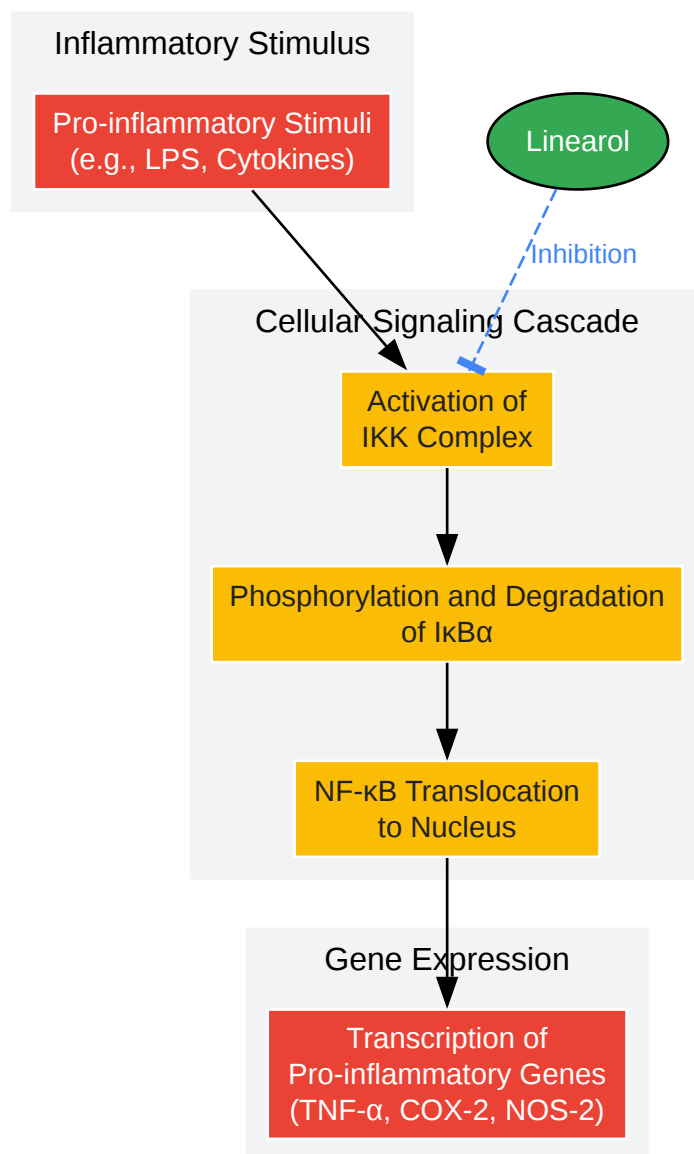 Inflammatory Stimulus
Pro-inflammatory Stimuli
(e.g., LPS, Cytokines)
Linearol
Inhibition
Cellular Signaling Cascade
Activation of
IKK Complex
Phosphorylation and Degradation
of IκBα
NF-κB Translocation
to Nucleus
Gene Expression
Transcription of
Pro-inflammatory Genes
(TNF-α, COX-2, NOS-2)